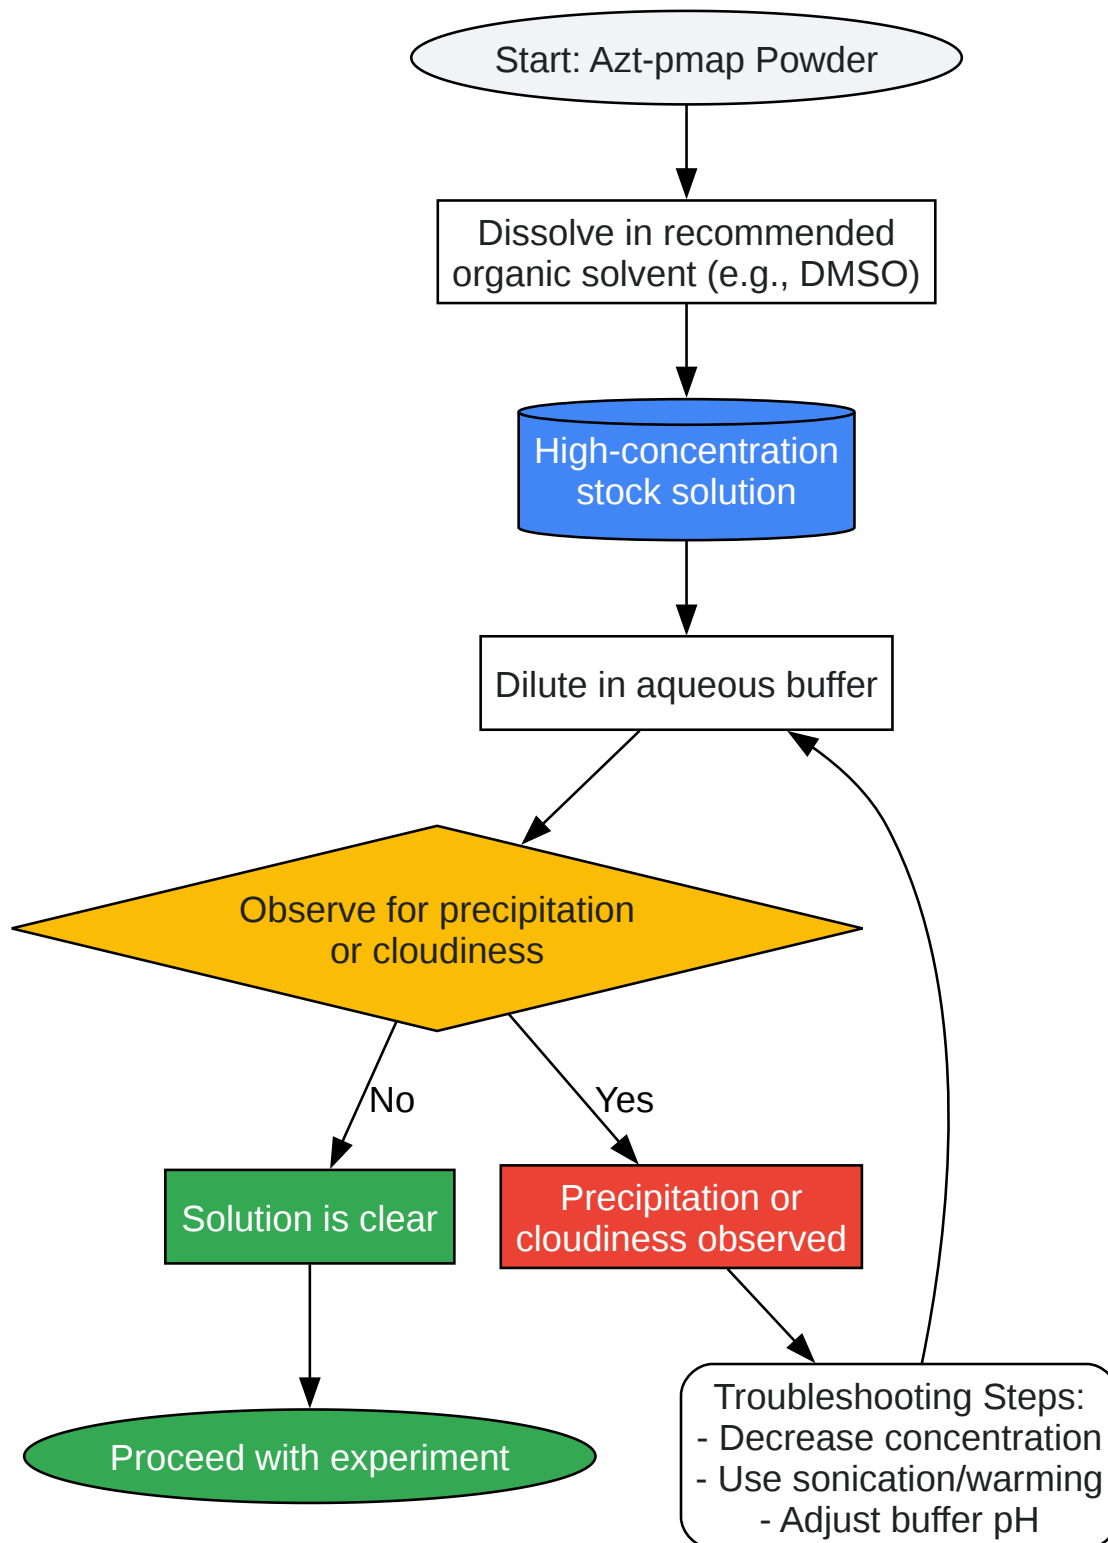 Start: Azt-pmap Powder
Dissolve in recommended
organic solvent (e.g., DMSO)
High-concentration
stock solution
Dilute in aqueous buffer
Observe for precipitation
or cloudiness
No
Yes
Solution is clear
Precipitation or
cloudiness observed
Proceed with experiment
Troubleshooting Steps:
- Decrease concentration
- Use sonication/warming
- Adjust buffer pH